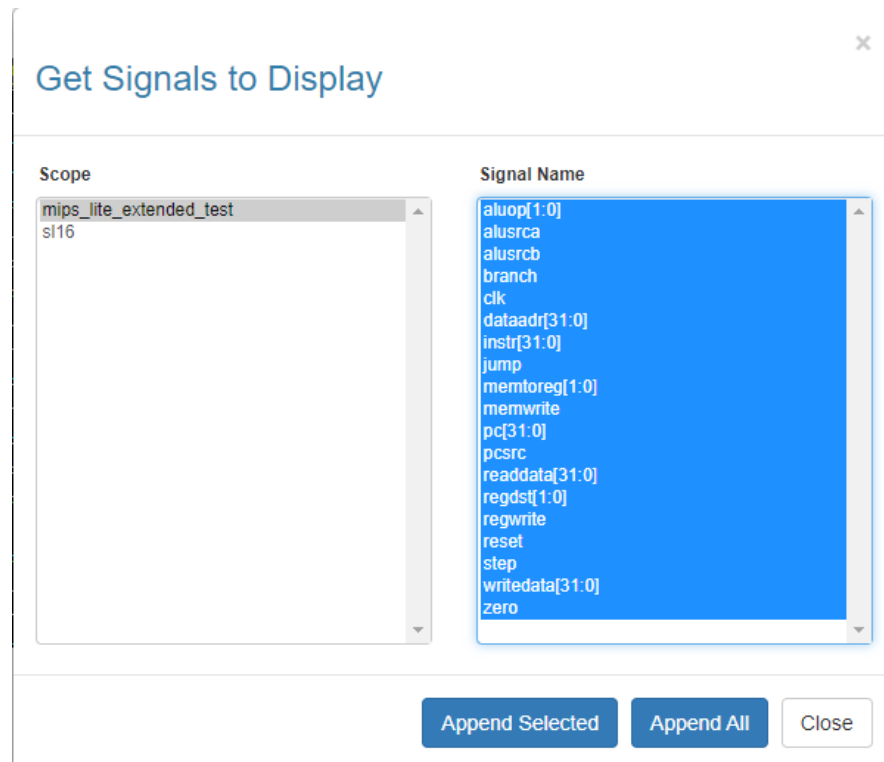 ×
Get Signals to Display
Scope
mips_lite_extended_test
sl16
Signal Name
aluop[1:0]
alusrca
alusrcb
branch
clk
dataadr[31:0]
instr[31:0]
jump
memtoreg[1:0]
memwrite
pc[31:0]
pcsrc
readdata[31:0]
regdst[1:0]
regwrite
reset
step
writedata[31:0]
zero
Append Selected
Append All
Close